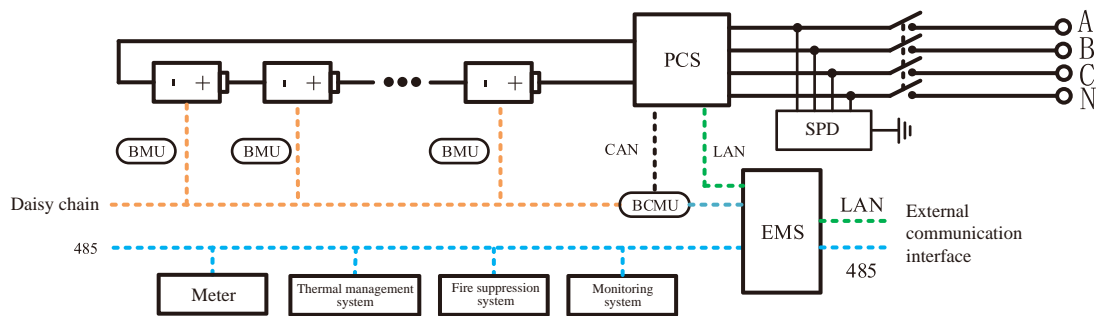 A
PCS
B
C
N
- +
- +
- +
SPD
BMU
BMU
BMU
CAN
LAN
Daisy chain
BCMU
EMS
LAN
485
External
communication
interface
485
Meter
Thermal management
system
Fire suppression
system
Monitoring
system